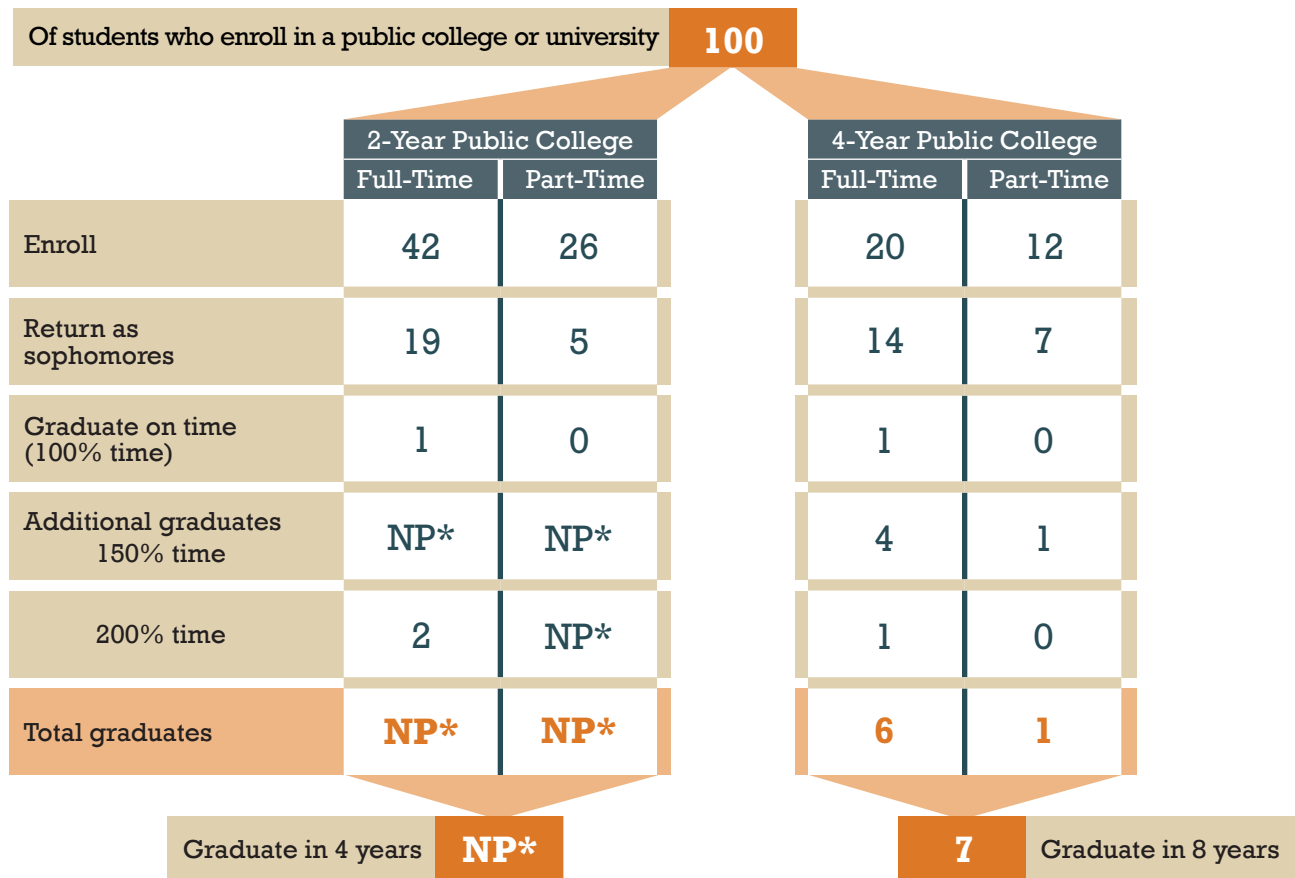 Of students who enroll in a public college or university 100
2-Year Public College 4-Year Public College
Full-Time Part-Time Full-Time Part-Time
Enroll 42 26 20 12
Return as
sophomores 19 5 14 7
Graduate on time
(100% time) 1 0 1 0
Additional graduates
150% time NP* NP* 4 1
200% time 2 NP* 1 0
Total graduates NP* NP* 6 1
Graduate in 4 years NP* 7 Graduate in 8 years